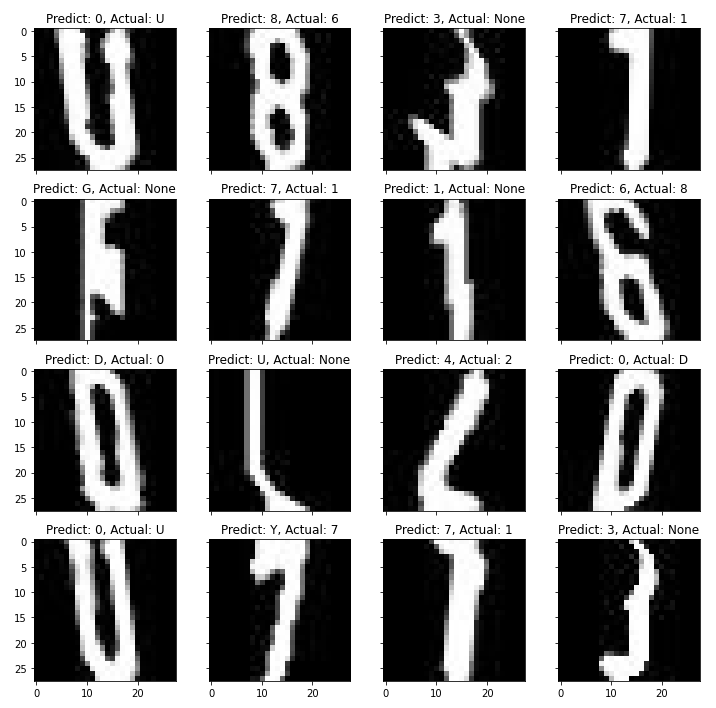 Predict: 0, Actual: U
Predict: 8, Actual: 6
Predict: 3, Actual: None
Predict: 7, Actual: 1
0
5
10
15
20
25
Predict: G, Actual: None
Predict: 7, Actual: 1
Predict: 1, Actual: None
Predict: 6, Actual: 8
0
5
10
15
20
25
Predict: D, Actual: 0
Predict: U, Actual: None
Predict: 4, Actual: 2
Predict: 0, Actual: D
0
5
10
15
20
25
Predict: 0, Actual: U
Predict: Y, Actual: 7
Predict: 7, Actual: 1
Predict: 3, Actual: None
0
5
10
15
20
25
0 10 20
0 10 20
0 10 20
0 10 20